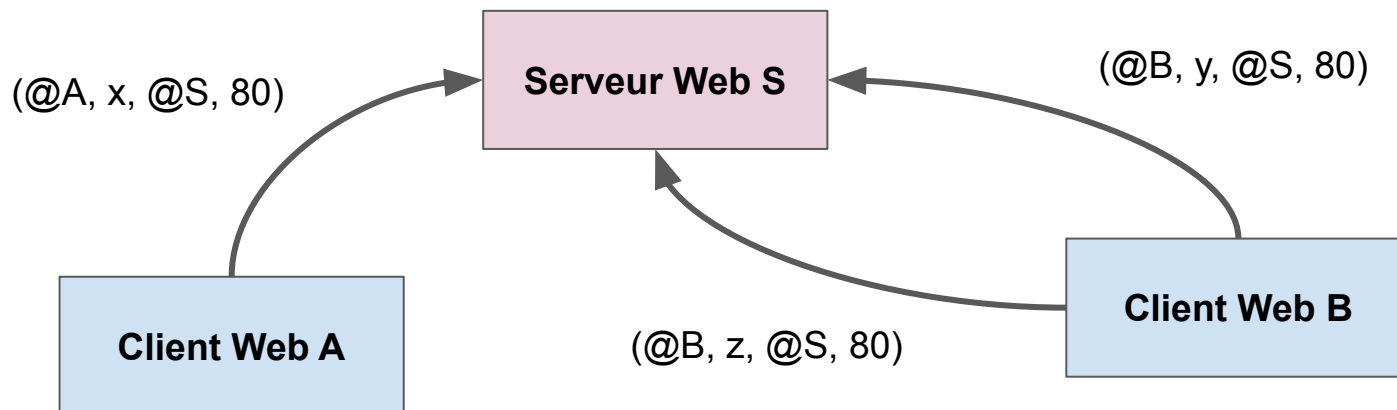 Serveur Web S
(@A, x, @S, 80)
(@B, y, @S, 80)
Client Web A
(@B, z, @S, 80)
Client Web B